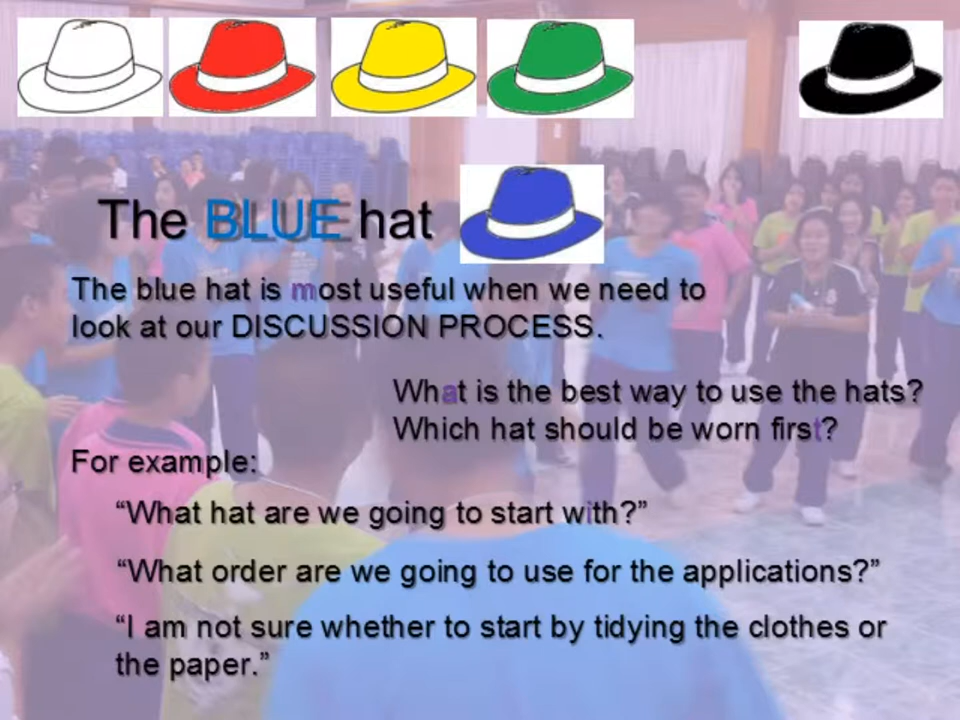 The BLUE hat
The blue hat is most useful when we need to
look at our DISCUSSION PROCESS.
What is the best way to use the hats?
Which hat should be worn first?
For example:
“What hat are we going to start with?”
“What order are we going to use for the applications?”
“I am not sure whether to start by tidying the clothes or
the paper.”